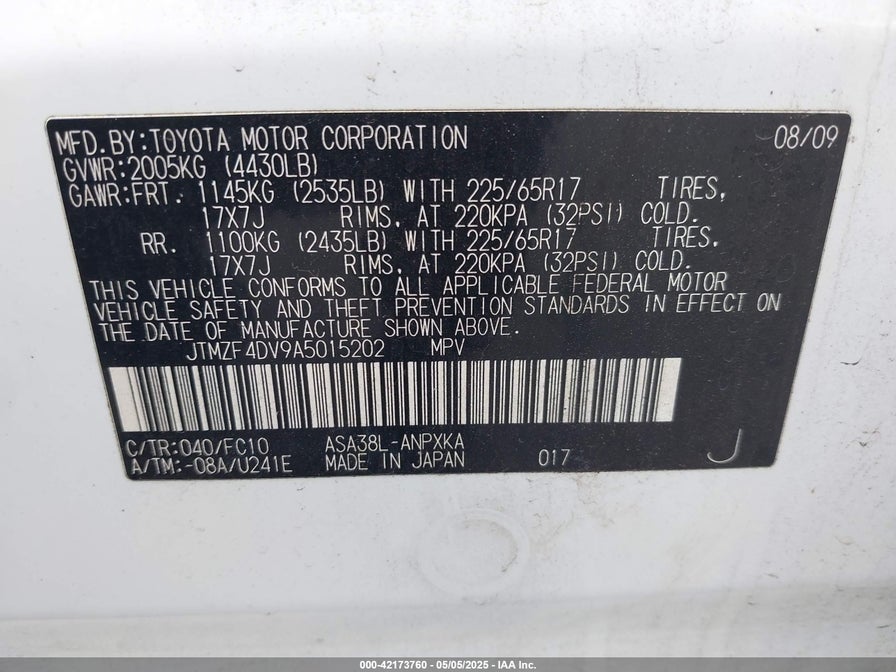 MFD.BY:TOYOTA MOTOR CORPORATION 08/09
GVWR:2005KG (4430LB)
GAWR:FRT. 1145KG (2535LB) WITH 225/65R17 TIRES,
17X7J RIMS, AT 220KPA (32PSI) COLD.
RR. 1100KG (2435LB) WITH 225/65R17 TIRES,
17X7J RIMS, AT 220KPA (32PSI) COLD.
THIS VEHICLE CONFORMS TO ALL APPLICABLE FEDERAL MOTOR
VEHICLE SAFETY AND THEFT PREVENTION STANDARDS IN EFFECT ON
THE DATE OF MANUFACTURE SHOWN ABOVE.
JTMZF4DV9A5015202 MPV
C/TR:040/FC10 ASA38L-ANPXKA
A/TM:-08A/U241E MADE IN JAPAN 017 J
000-42173760 - 05/05/2025 - IAA Inc.